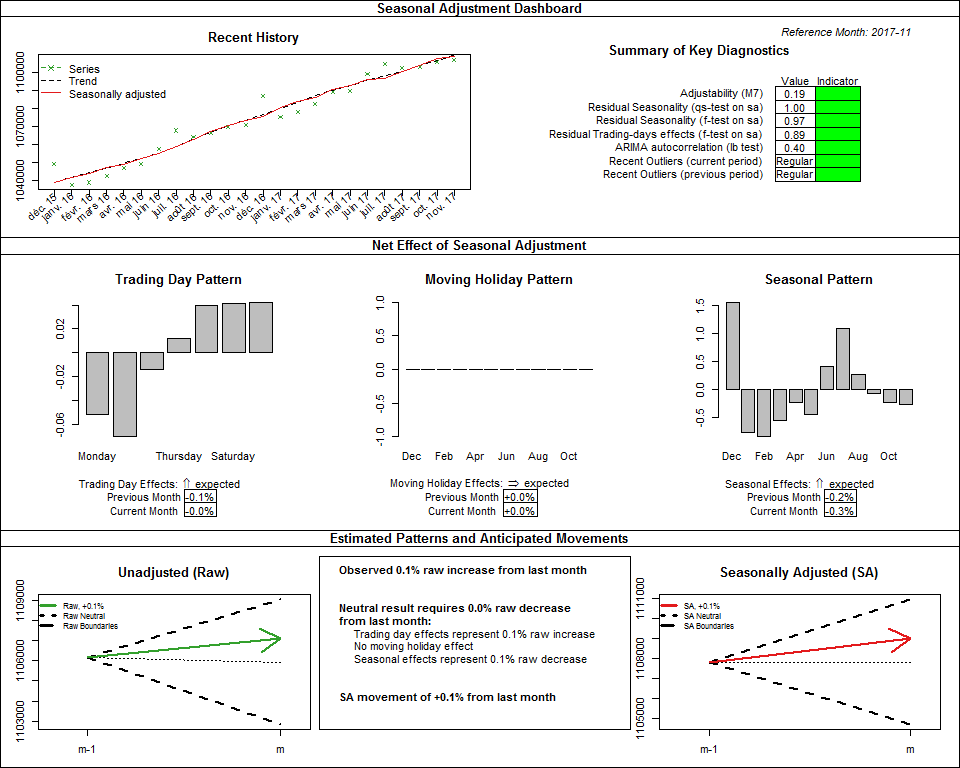 Seasonal Adjustment Dashboard
Reference Month: 2017-11
Recent History
1040000 1070000 1100000
Series
Trend
Seasonally adjusted
déc. 15 janv. 16 févr. 16 mars 16 avr. 16 mai 16 juin 16 juil. 16 août 16 sept. 16 oct. 16 nov. 16 déc. 16 janv. 17 févr. 17 mars 17 avr. 17 mai 17 juin 17 juil. 17 août 17 sept. 17 oct. 17 nov. 17
Summary of Key Diagnostics
Value Indicator
Adjustability (M7) 0.19
Residual Seasonality (qs-test on sa) 1.00
Residual Seasonality (f-test on sa) 0.97
Residual Trading-days effects (f-test on sa) 0.89
ARIMA autocorrelation (lb test) 0.40
Recent Outliers (current period) Regular
Recent Outliers (previous period) Regular
Net Effect of Seasonal Adjustment
Trading Day Pattern
-0.06 -0.02 0.02
Monday Thursday Saturday
Trading Day Effects: ⇑ expected
Previous Month -0.1%
Current Month -0.0%
Moving Holiday Pattern
-1.0 -0.5 0.0 0.5 1.0
Dec Feb Apr Jun Aug Oct
Moving Holiday Effects: ⇒ expected
Previous Month +0.0%
Current Month +0.0%
Seasonal Pattern
-0.5 0.0 0.5 1.0 1.5
Dec Feb Apr Jun Aug Oct
Seasonal Effects: ⇑ expected
Previous Month -0.2%
Current Month -0.3%
Estimated Patterns and Anticipated Movements
Unadjusted (Raw)
1103000 1106000 1109000
Raw, +0.1%
Raw Neutral
Raw Boundaries
m-1 m
Observed 0.1% raw increase from last month
Neutral result requires 0.0% raw decrease
from last month:
Trading day effects represent 0.1% raw increase
No moving holiday effect
Seasonal effects represent 0.1% raw decrease
SA movement of +0.1% from last month
Seasonally Adjusted (SA)
1105000 1108000 1111000
SA, +0.1%
SA Neutral
SA Boundaries
m-1 m